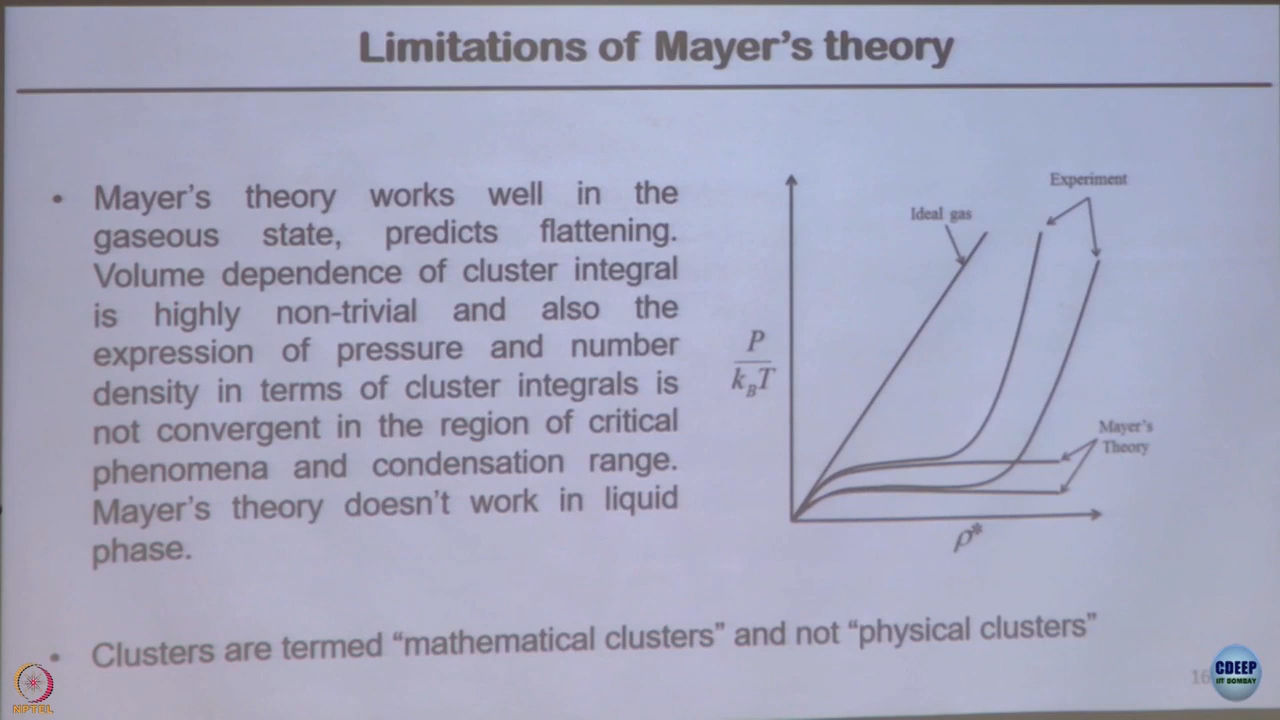 Limitations of Mayer's theory
• Mayer's theory works well in the
gaseous state, predicts flattening.
Volume dependence of cluster integral
is highly non-trivial and also the
expression of pressure and number
density in terms of cluster integrals is
not convergent in the region of critical
phenomena and condensation range.
Mayer's theory doesn't work in liquid
phase.
Experiment
Ideal gas
P
k_BT
Mayer's
Theory
ρ*
• Clusters are termed “mathematical clusters” and not “physical clusters”
16
NPTEL
CDEEP
IIT BOMBAY